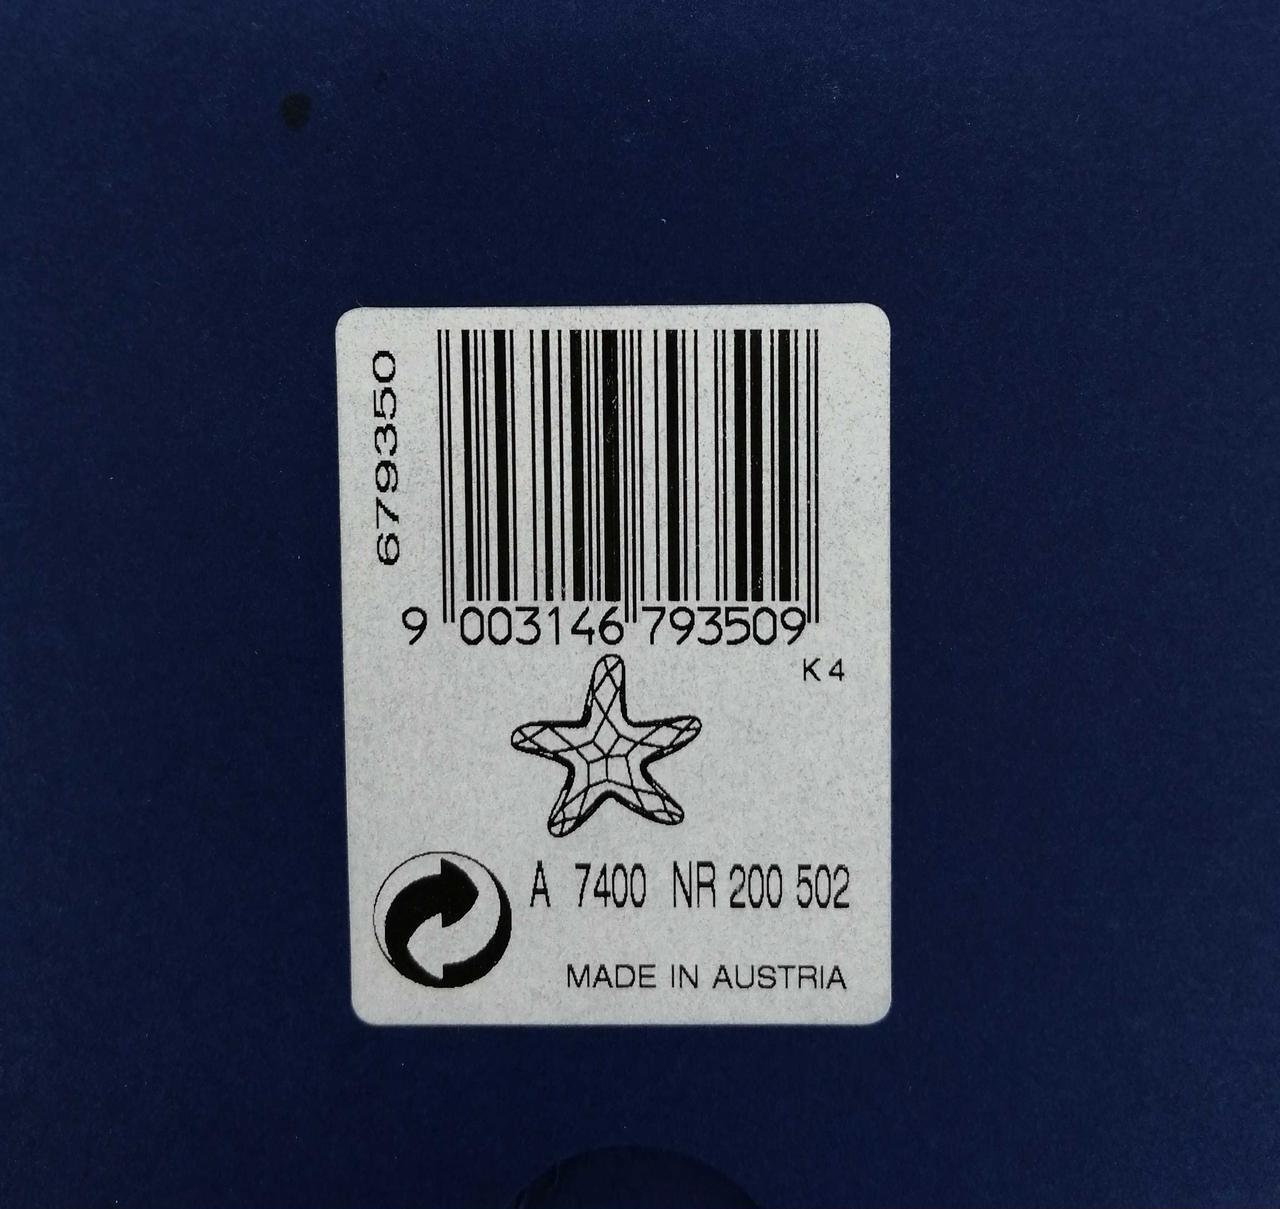 679350
9 003146 793509
K4
A 7400 NR 200 502
MADE IN AUSTRIA